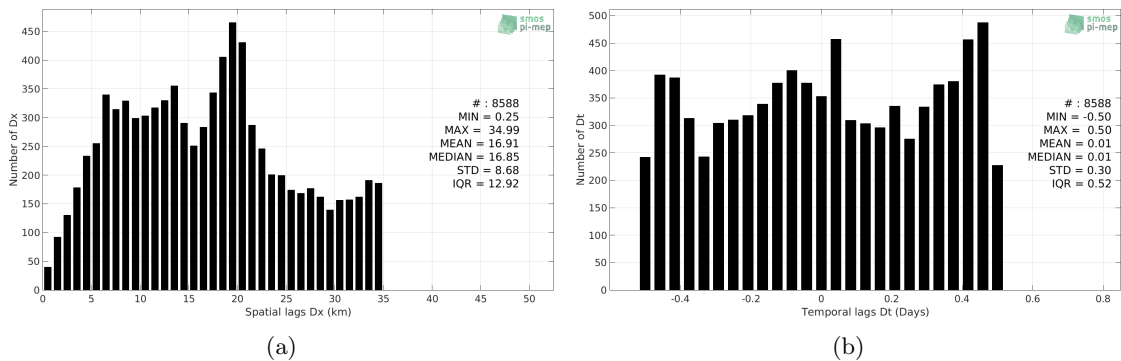 smos
pi-mep
Number of Dx
450
400
350
300
250
200
150
100
50
0
# : 8588
MIN = 0.25
MAX = 34.99
MEAN = 16.91
MEDIAN = 16.85
STD = 8.68
IQR = 12.92
0 5 10 15 20 25 30 35 40 45 50
Spatial lags Dx (km)
(a)
smos
pi-mep
Number of Dt
500
450
400
350
300
250
200
150
100
50
0
# : 8588
MIN = -0.50
MAX = 0.50
MEAN = 0.01
MEDIAN = 0.01
STD = 0.30
IQR = 0.52
-0.4 -0.2 0 0.2 0.4 0.6 0.8
Temporal lags Dt (Days)
(b)